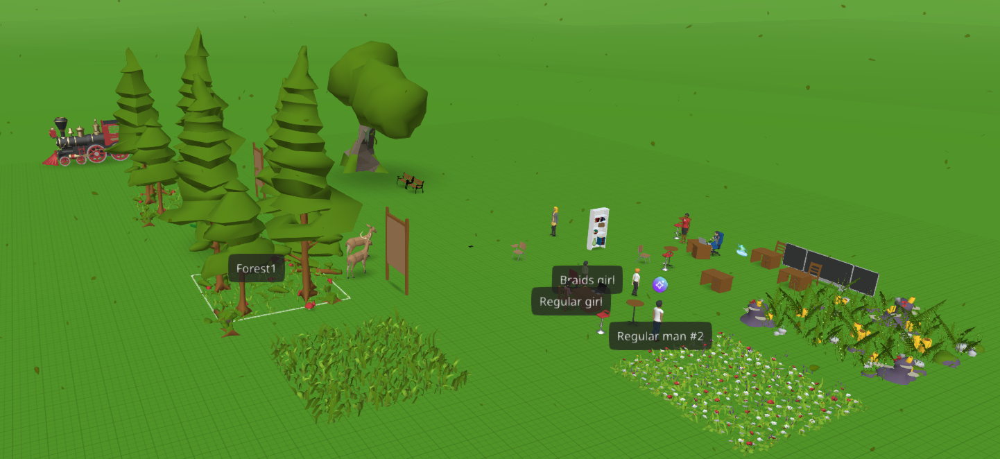 Forest1
Braids girl
Regular girl
Regular man #2